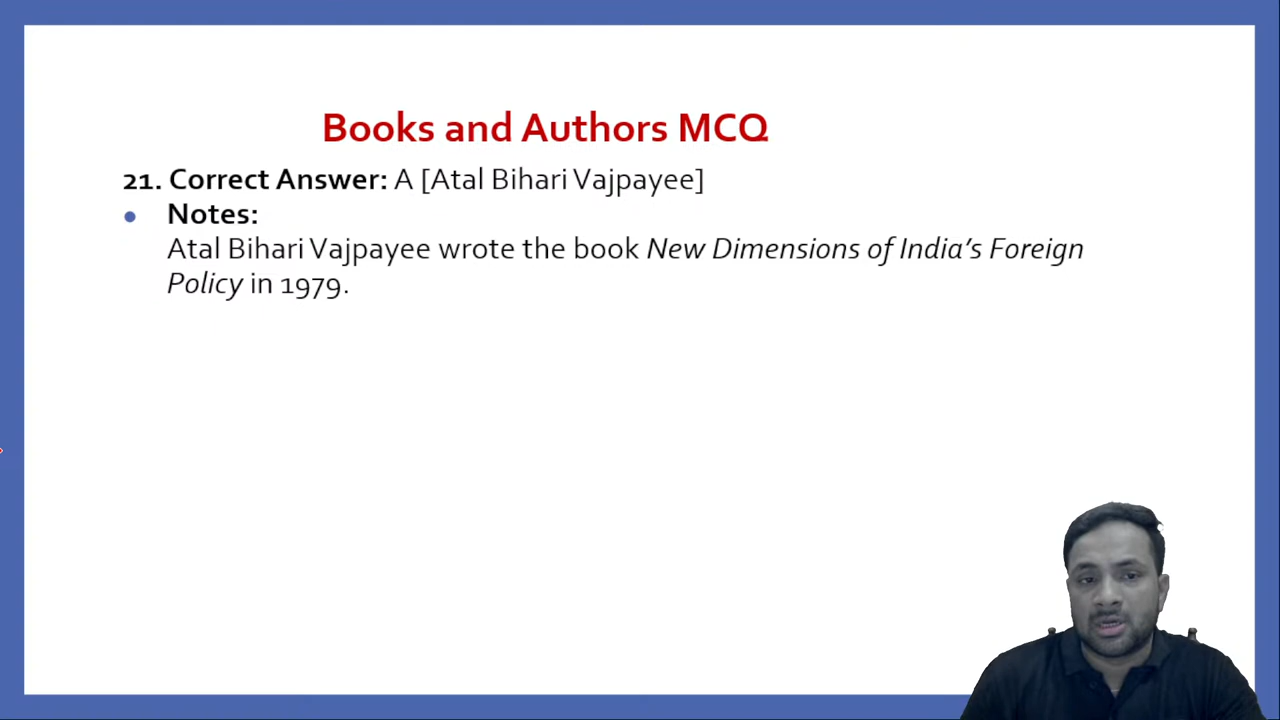 Books and Authors MCQ
21. Correct Answer: A [Atal Bihari Vajpayee]
Notes:
Atal Bihari Vajpayee wrote the book New Dimensions of India’s Foreign
Policy in 1979.